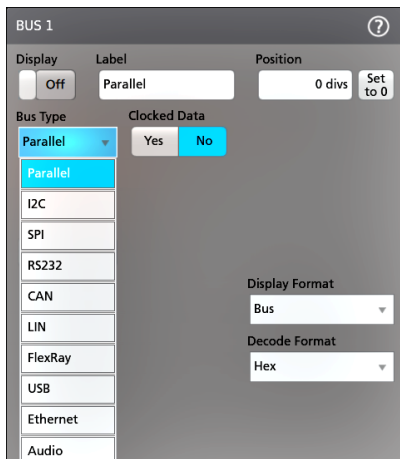 BUS 1
?
Display Label Position
Off Parallel 0 divs Set to 0
Bus Type Clocked Data
Parallel Yes No
Parallel
I2C
SPI
RS232
CAN
LIN
FlexRay
USB
Ethernet
Audio
Display Format
Bus
Decode Format
Hex